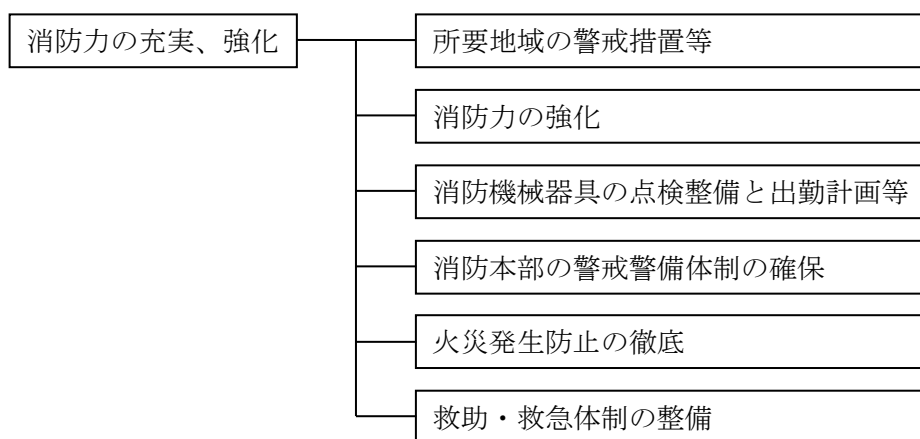 消防力の充実、強化
所要地域の警戒措置等
消防力の強化
消防機械器具の点検整備と出動計画等
消防本部の警戒警備体制の確保
火災発生防止の徹底
救助・救急体制の整備